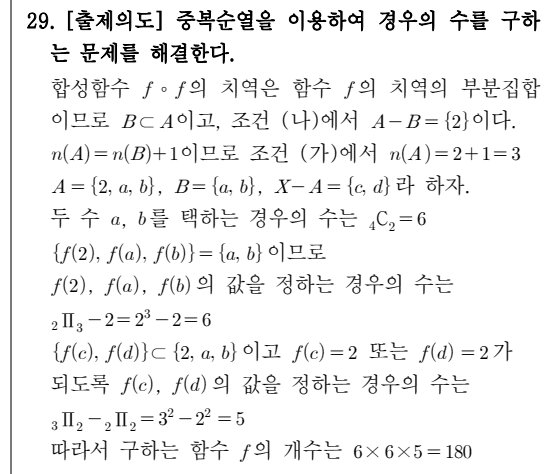 29. [출제의도] 중복순열을 이용하여 경우의 수를 구하
는 문제를 해결한다.
합성함수 f∘f의 치역은 함수 f의 치역의 부분집합
이므로 B⊂A이고, 조건 (나)에서 A−B={2}이다.
n(A)=n(B)+1이므로 조건 (가)에서 n(A)=2+1=3
A={2, a, b}, B={a, b}, X−A={c, d}라 하자.
두 수 a, b를 택하는 경우의 수는 ₄C₂=6
{f(2), f(a), f(b)}={a, b}이므로
f(2), f(a), f(b)의 값을 정하는 경우의 수는
₂Π₃−2=2³−2=6
{f(c), f(d)}⊂{2, a, b}이고 f(c)=2 또는 f(d)=2가
되도록 f(c), f(d)의 값을 정하는 경우의 수는
₃Π₂−₂Π₂=3²−2²=5
따라서 구하는 함수 f의 개수는 6×6×5=180